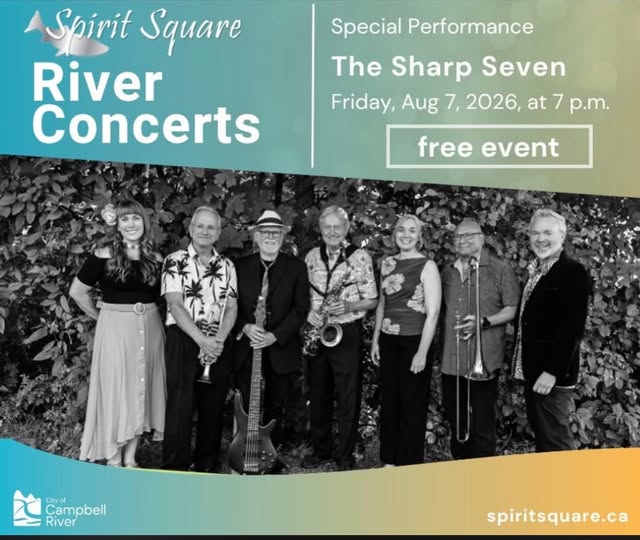 Spirit Square
River
Concerts
Special Performance
The Sharp Seven
Friday, Aug 7, 2026, at 7 p.m.
free event
City of
Campbell
River
spiritsquare.ca